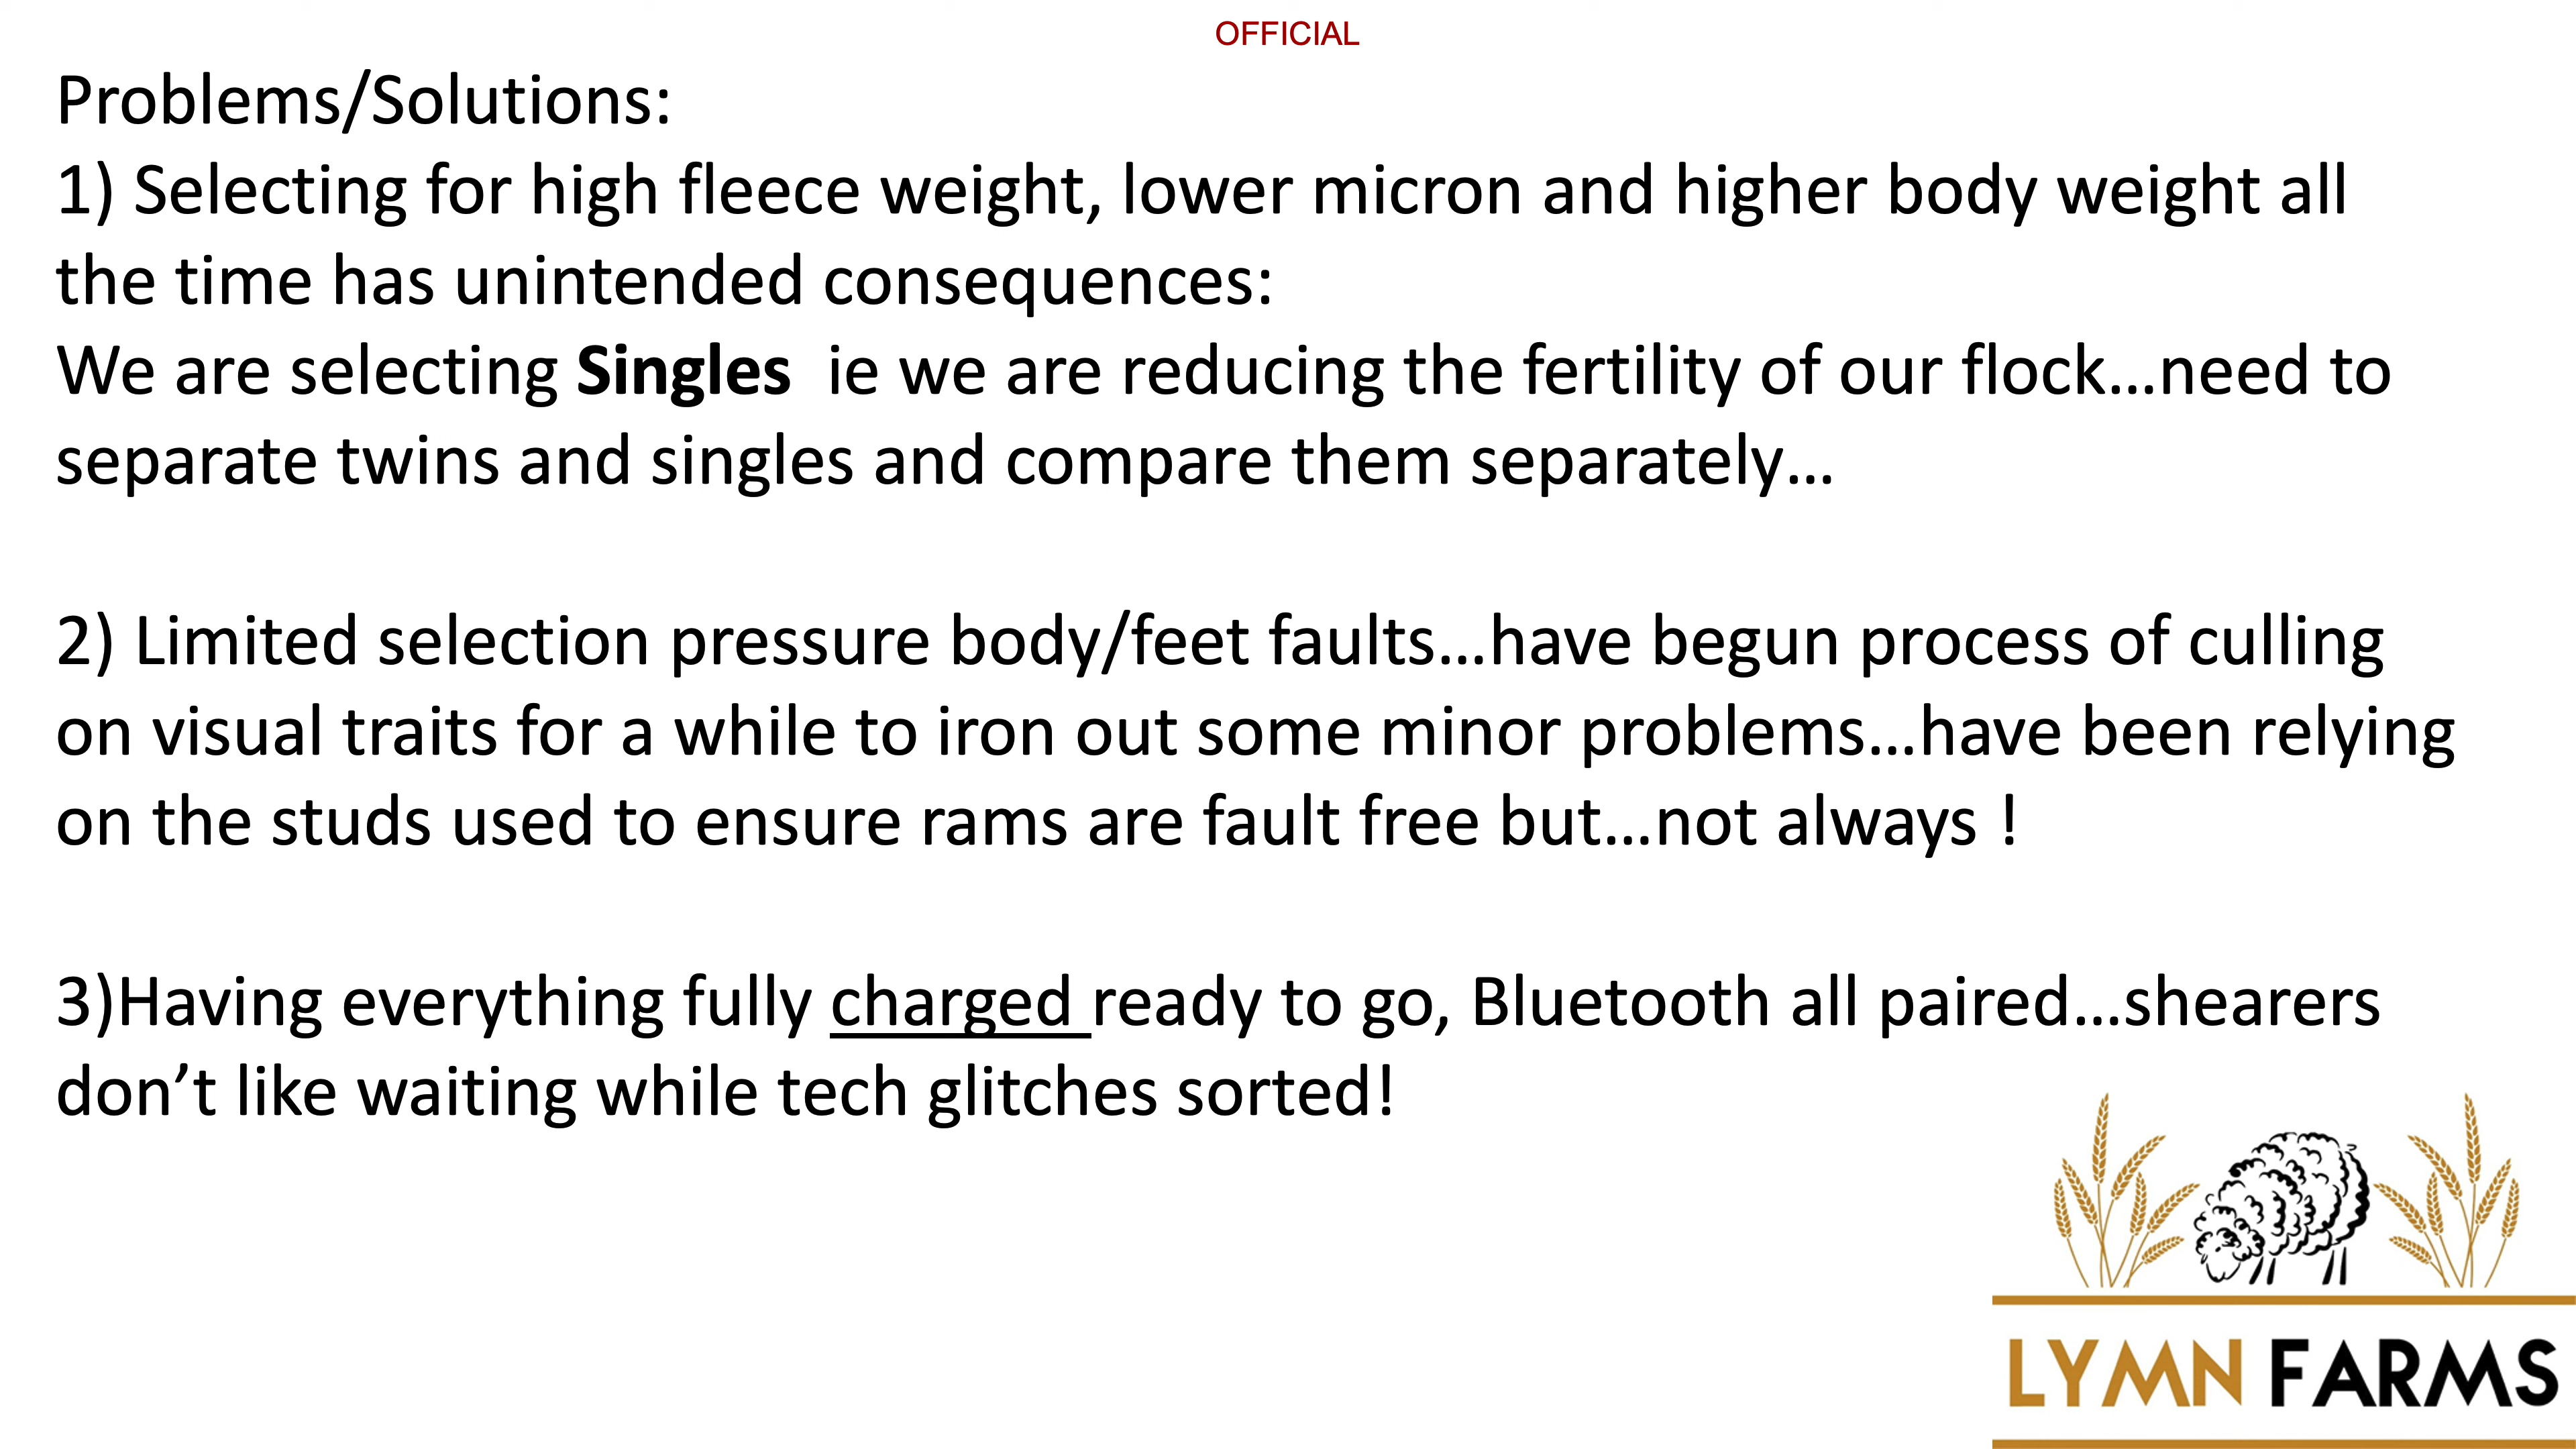 OFFICIAL
Problems/Solutions:
1) Selecting for high fleece weight, lower micron and higher body weight all
the time has unintended consequences:
We are selecting Singles  ie we are reducing the fertility of our flock…need to
separate twins and singles and compare them separately…
2) Limited selection pressure body/feet faults…have begun process of culling
on visual traits for a while to iron out some minor problems…have been relying
on the studs used to ensure rams are fault free but…not always !
3)Having everything fully charged ready to go, Bluetooth all paired…shearers
don’t like waiting while tech glitches sorted!
LYMN FARMS